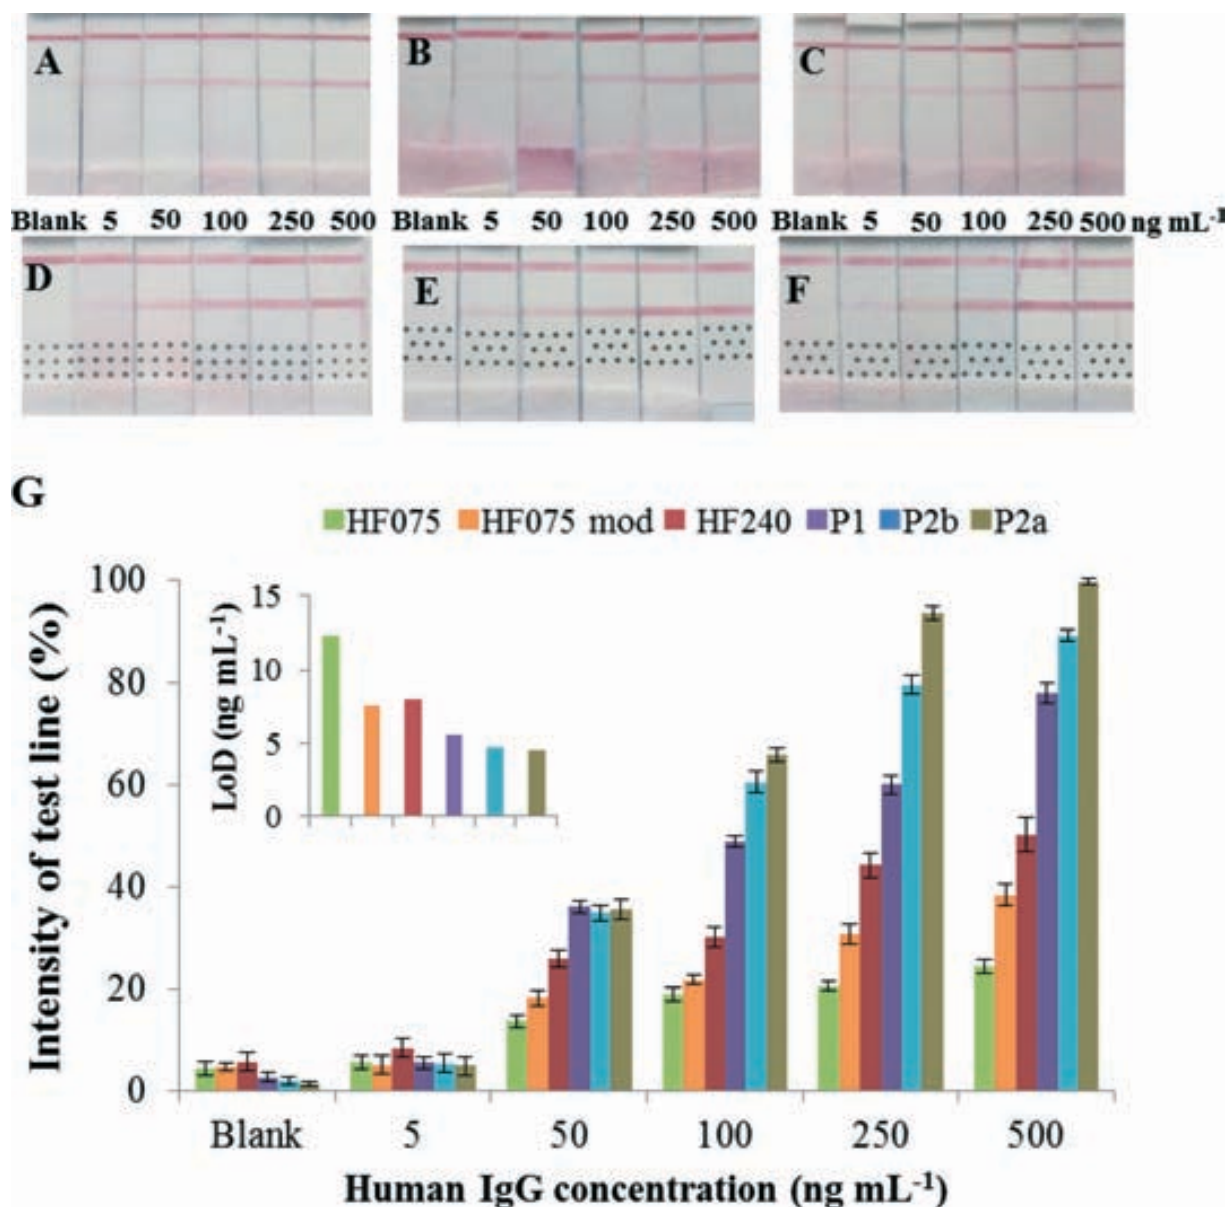 A
B
C
Blank 5 50 100 250 500 Blank 5 50 100 250 500 Blank 5 50 100 250 500 ng mL-1
D
E
F
G
HF075 HF075 mod HF240 P1 P2b P2a
100
80
60
40
20
0
Intensity of test line (%)
15
10
5
0
LoD (ng mL-1)
Blank 5 50 100 250 500
Human IgG concentration (ng mL-1)